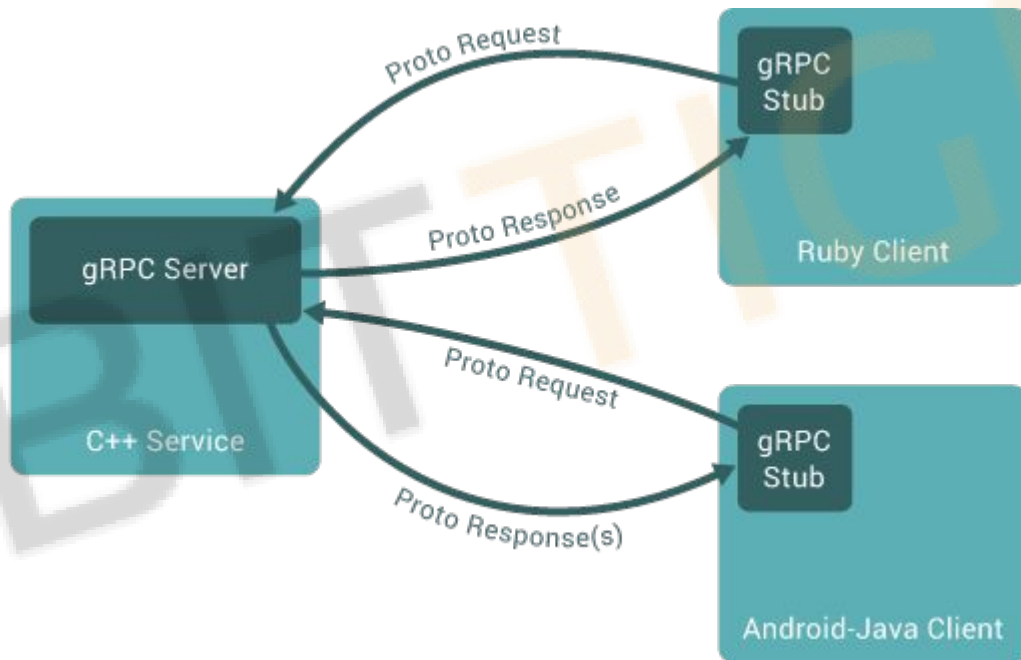 Proto Request
gRPC
Stub
Proto Response
Ruby Client
gRPC Server
C++ Service
Proto Request
gRPC
Stub
Proto Response(s)
Android-Java Client
BITTIG